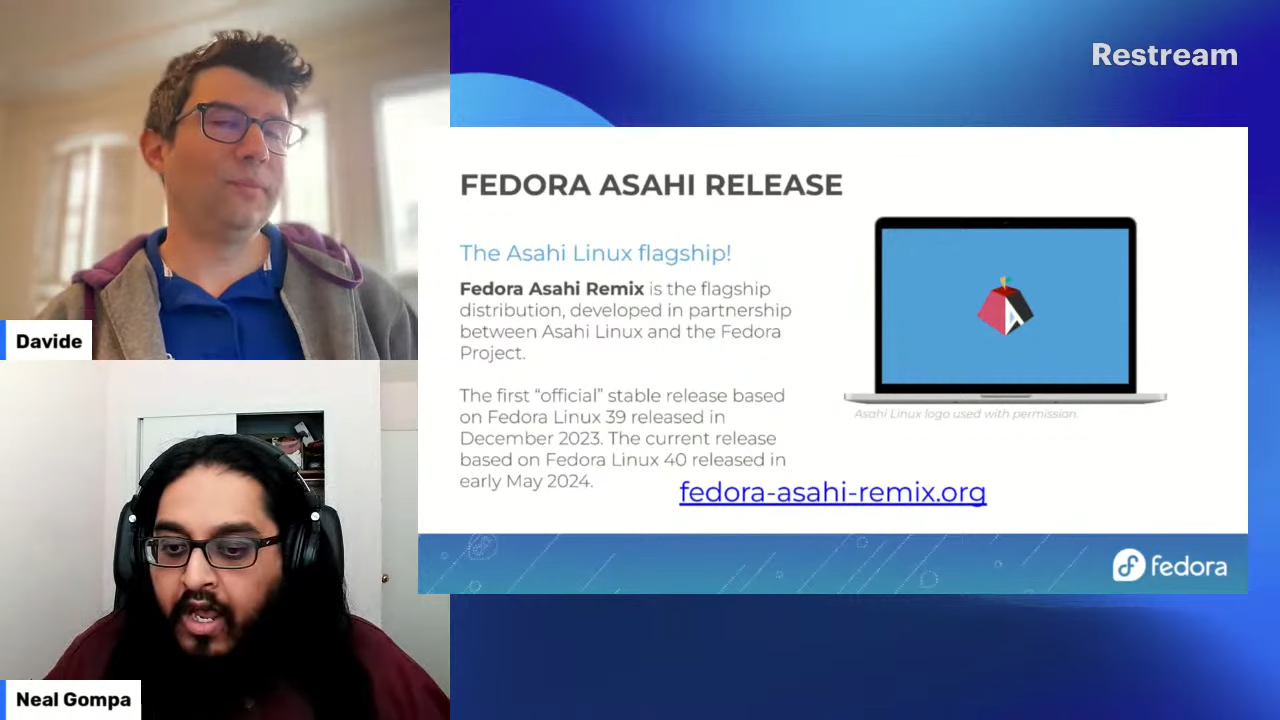 Restream
FEDORA ASAHI RELEASE
The Asahi Linux flagship!
Fedora Asahi Remix is the flagship
distribution, developed in partnership
between Asahi Linux and the Fedora
Project.
The first “official” stable release based
on Fedora Linux 39 released in
December 2023. The current release
based on Fedora Linux 40 released in
early May 2024.
fedora-asahi-remix.org
A
Asahi Linux logo used with permission.
fedora
Davide
Neal Gompa